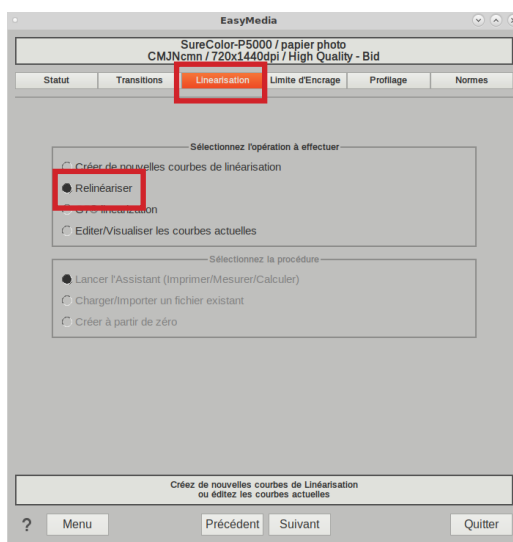 EasyMedia
SureColor-P5000 / papier photo
CMJNcmn / 720x1440dpi / High Quality - Bid
Statut
Transitions
Linearisation
Limite d'Encrage
Profilage
Normes
Sélectionnez l'opération à effectuer
Créer de nouvelles courbes de linéarisation
Relinéariser
linearization
Editer/Visualiser les courbes actuelles
Sélectionnez la procédure
Lancer l'Assistant (Imprimer/Mesurer/Calculer)
Charger/Importer un fichier existant
Créer à partir de zéro
Créez de nouvelles courbes de Linéarisation
ou éditez les courbes actuelles
?
Menu
Précédent
Suivant
Quitter